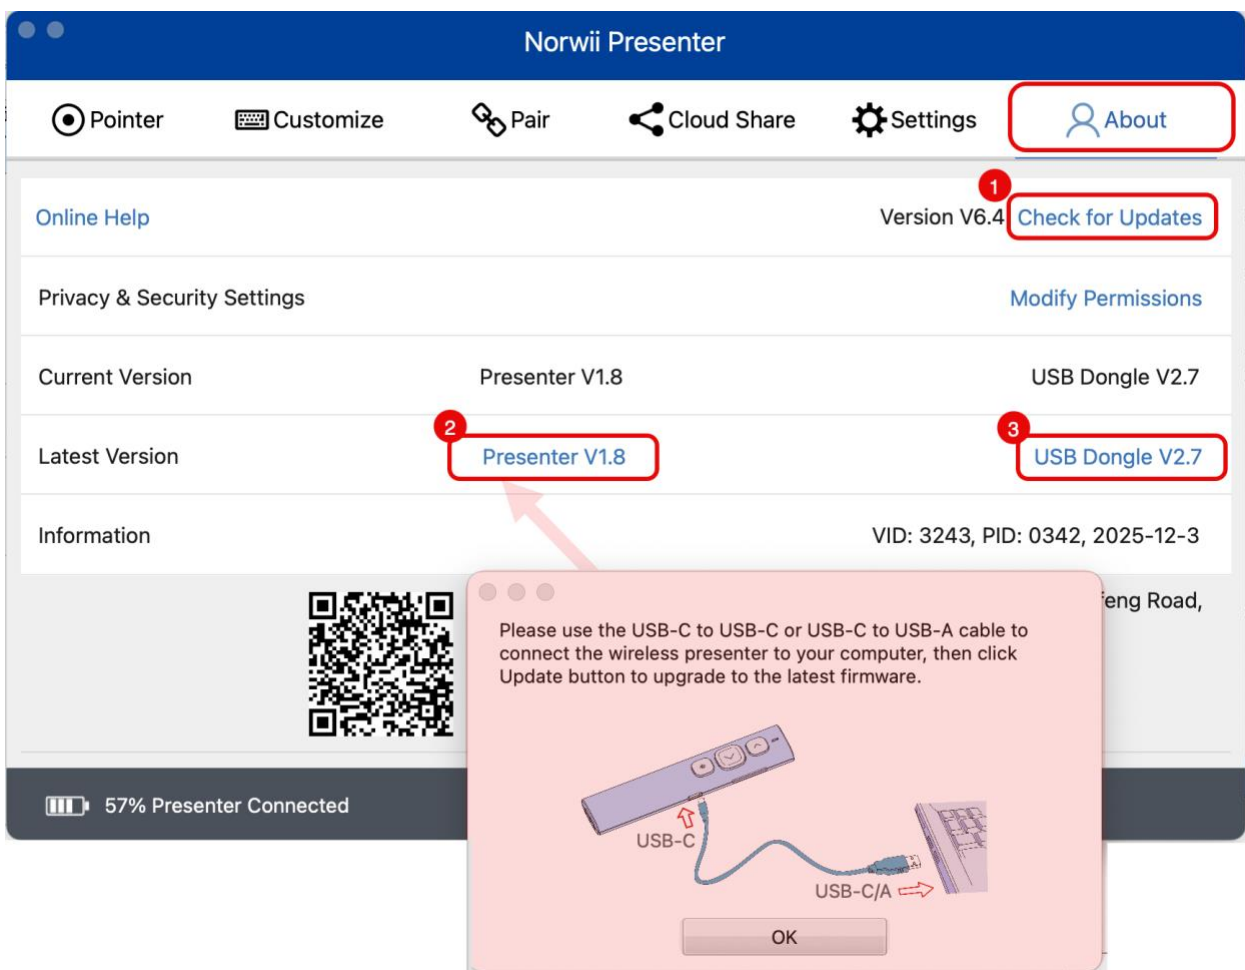 Norwii Presenter
Pointer Customize Pair Cloud Share Settings About
1
Online Help Version V6.4 Check for Updates
Privacy & Security Settings Modify Permissions
Current Version Presenter V1.8 USB Dongle V2.7
2 3
Latest Version Presenter V1.8 USB Dongle V2.7
Information VID: 3243, PID: 0342, 2025-12-3
Road,
Please use the USB-C to USB-C or USB-C to USB-A cable to
connect the wireless presenter to your computer, then click
Update button to upgrade to the latest firmware.
USB-C
USB-C/A
OK
57% Presenter Connected